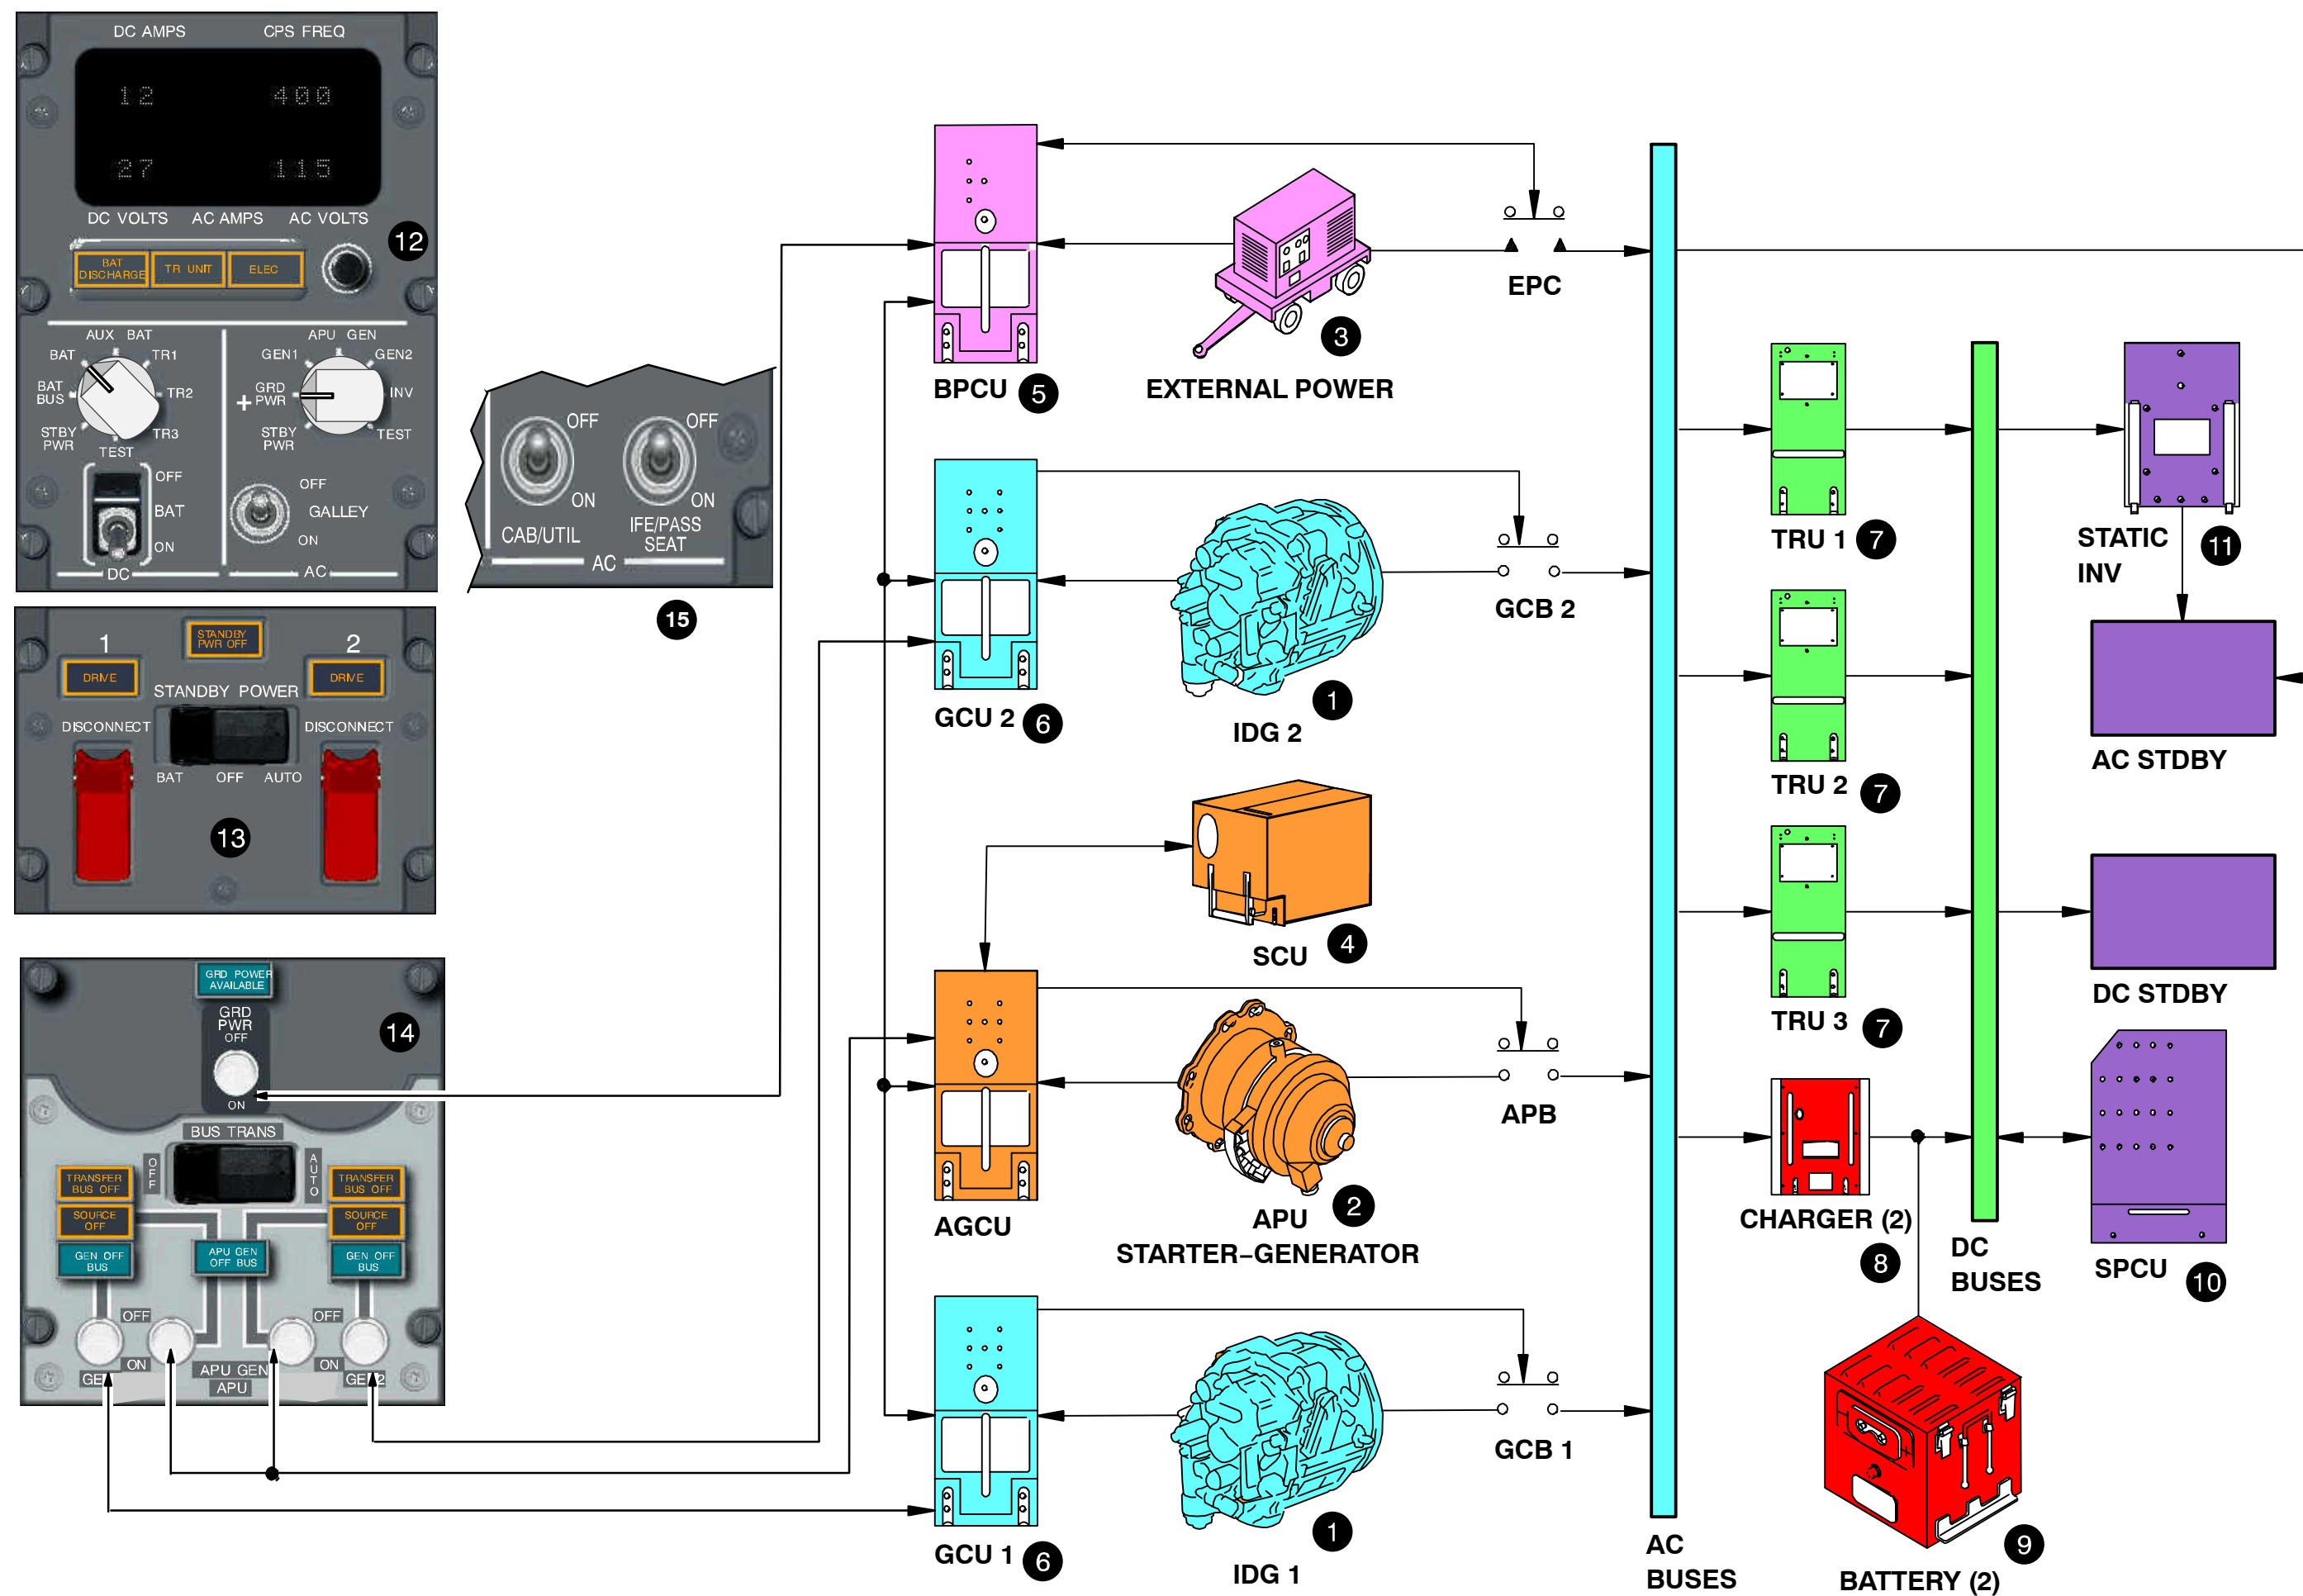 DC AMPS
CPS FREQ
12
400
27
115
DC VOLTS
AC AMPS
AC VOLTS
12
BAT
DISCHARGE
TR UNIT
ELEC
AUX BAT
BAT
TR1
BAT
BUS
TR2
STBY
PWR
TR3
TEST
APU GEN
GEN1
GEN2
GRD
PWR
+
INV
STBY
PWR
TEST
OFF
BAT
ON
DC
OFF
GALLEY
ON
AC
OFF
ON
CAB/UTIL
OFF
ON
IFE/PASS
SEAT
AC
15
1
STANDBY
PWR OFF
2
DRIVE
DRIVE
STANDBY POWER
DISCONNECT
DISCONNECT
BAT
OFF
AUTO
13
GRD POWER
AVAILABLE
GRD
PWR
OFF
ON
14
BUS TRANS
OFF
AUTO
TRANSFER
BUS OFF
TRANSFER
BUS OFF
SOURCE
OFF
SOURCE
OFF
GEN OFF
BUS
APU GEN
OFF BUS
GEN OFF
BUS
OFF
OFF
ON
APU GEN
ON
APU
BPCU
5
EXTERNAL POWER
3
EPC
GCU 2
6
IDG 2
1
GCB 2
SCU
4
AGCU
APU
STARTER-GENERATOR
2
APB
GCU 1
6
IDG 1
1
GCB 1
AC
BUSES
TRU 1
7
TRU 2
7
TRU 3
7
CHARGER (2)
8
BATTERY (2)
9
DC
BUSES
STATIC
INV
11
AC STDBY
DC STDBY
SPCU
10